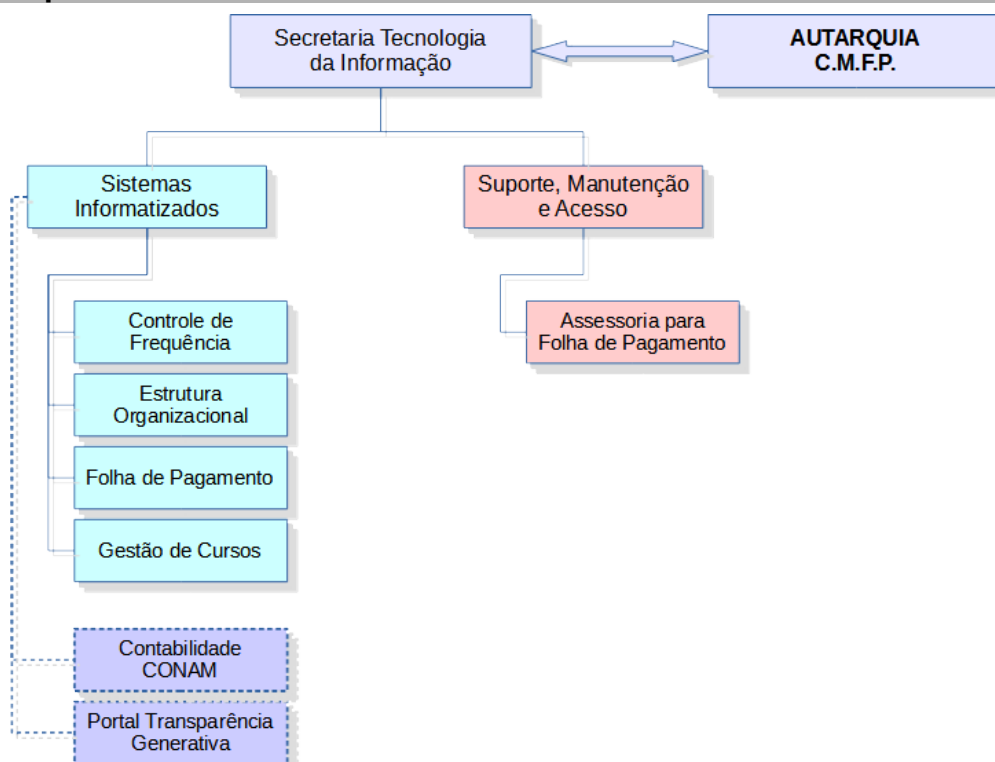 Secretaria Tecnologia
da Informação
AUTARQUIA
C.M.F.P.
Sistemas
Informatizados
Suporte, Manutenção
e Acesso
Controle de
Frequência
Assessoria para
Folha de Pagamento
Estrutura
Organizacional
Folha de Pagamento
Gestão de Cursos
Contabilidade
CONAM
Portal Transparência
Generativa